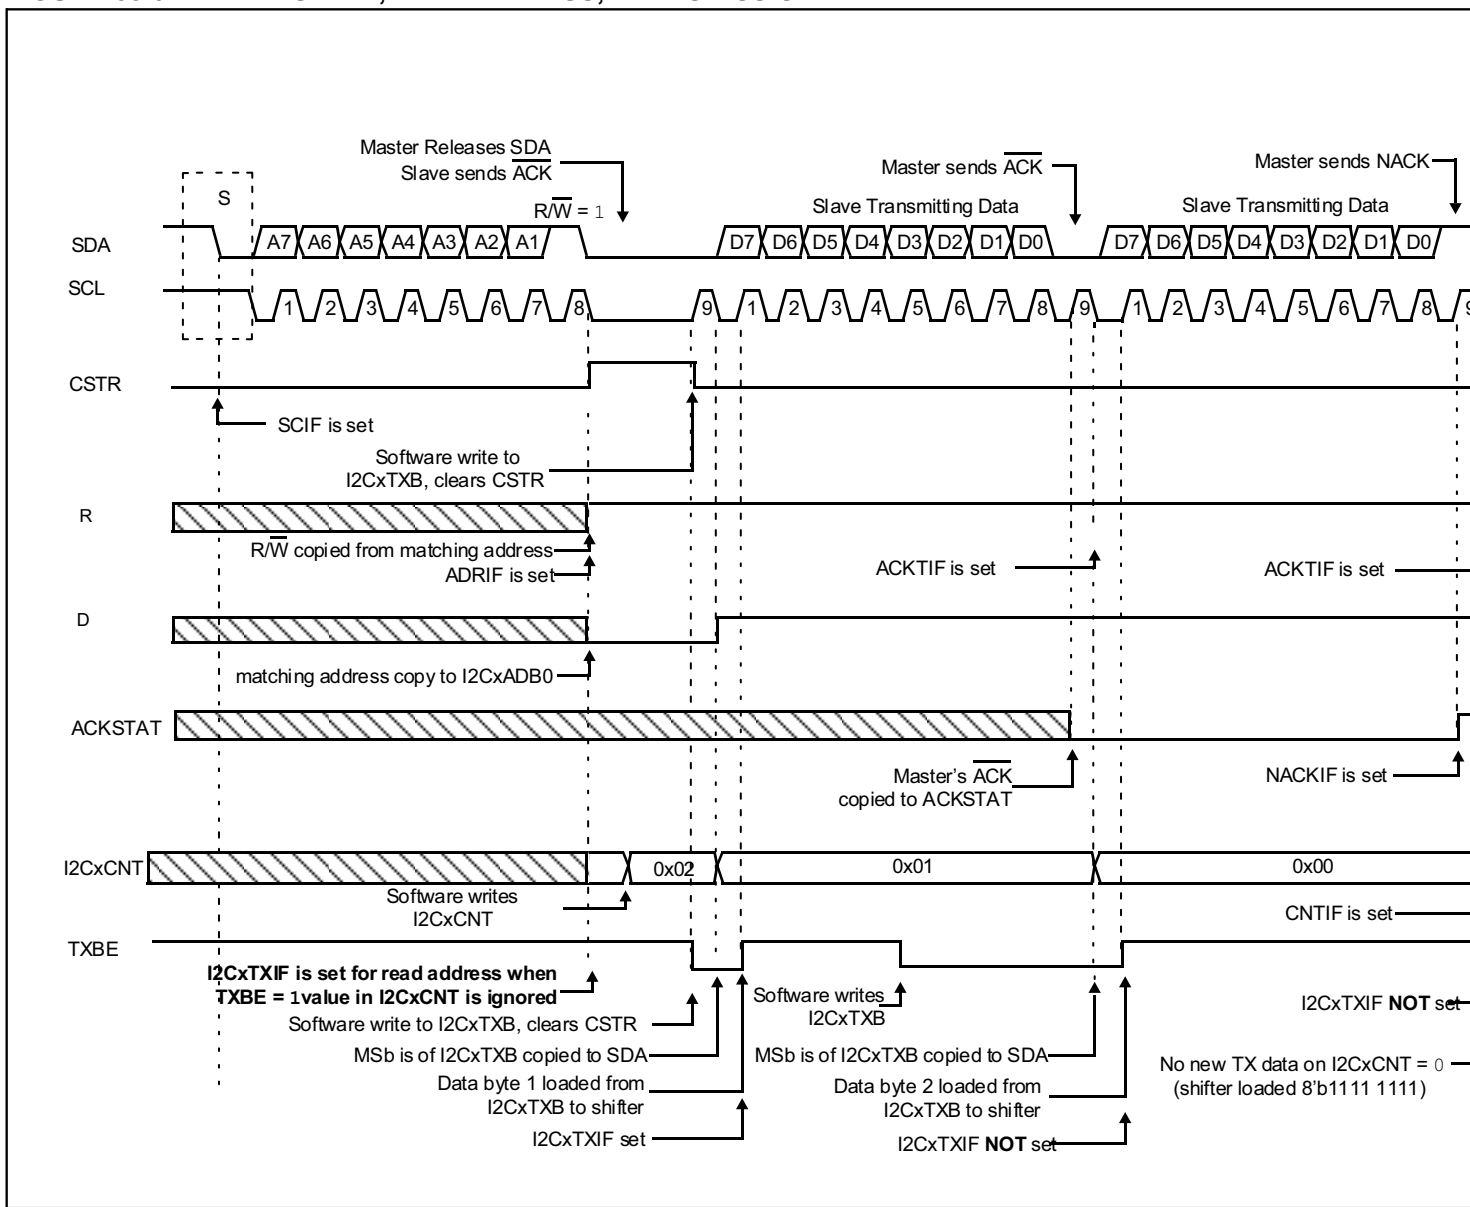 Master Releases SDA
Slave sends ACK
R/W = 1
Master sends ACK
Master sends NACK
S
Slave Transmitting Data
Slave Transmitting Data
SDA
A7 A6 A5 A4 A3 A2 A1
D7 D6 D5 D4 D3 D2 D1 D0
D7 D6 D5 D4 D3 D2 D1 D0
SCL
1 2 3 4 5 6 7 8 9
1 2 3 4 5 6 7 8 9
1 2 3 4 5 6 7 8 9
CSTR
SCIF is set
Software write to
I2CxTXB, clears CSTR
R
R/W copied from matching address
ADRIF is set
ACKTIF is set
ACKTIF is set
D
matching address copy to I2CxADB0
ACKSTAT
Master's ACK
copied to ACKSTAT
NACKIF is set
I2CxCNT
0x02
0x01
0x00
Software writes
I2CxCNT
CNTIF is set
TXBE
I2CxTXIF is set for read address when
TXBE = 1value in I2CxCNT is ignored
Software write to I2CxTXB, clears CSTR
MSb is of I2CxTXB copied to SDA
Data byte 1 loaded from
I2CxTXB to shifter
I2CxTXIF set
Software writes
I2CxTXB
MSb is of I2CxTXB copied to SDA
Data byte 2 loaded from
I2CxTXB to shifter
I2CxTXIF NOT set
I2CxTXIF NOT set
No new TX data on I2CxCNT = 0
(shifter loaded 8'b1111 1111)